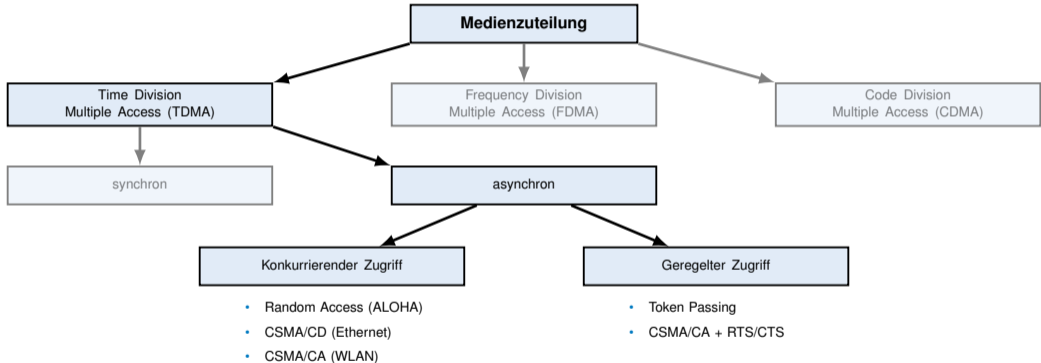 Medienzuteilung
Time Division
Multiple Access (TDMA)
Frequency Division
Multiple Access (FDMA)
Code Division
Multiple Access (CDMA)
synchron
asynchron
Konkurrierender Zugriff
Geregelter Zugriff
• Random Access (ALOHA)
• CSMA/CD (Ethernet)
• CSMA/CA (WLAN)
• Token Passing
• CSMA/CA + RTS/CTS